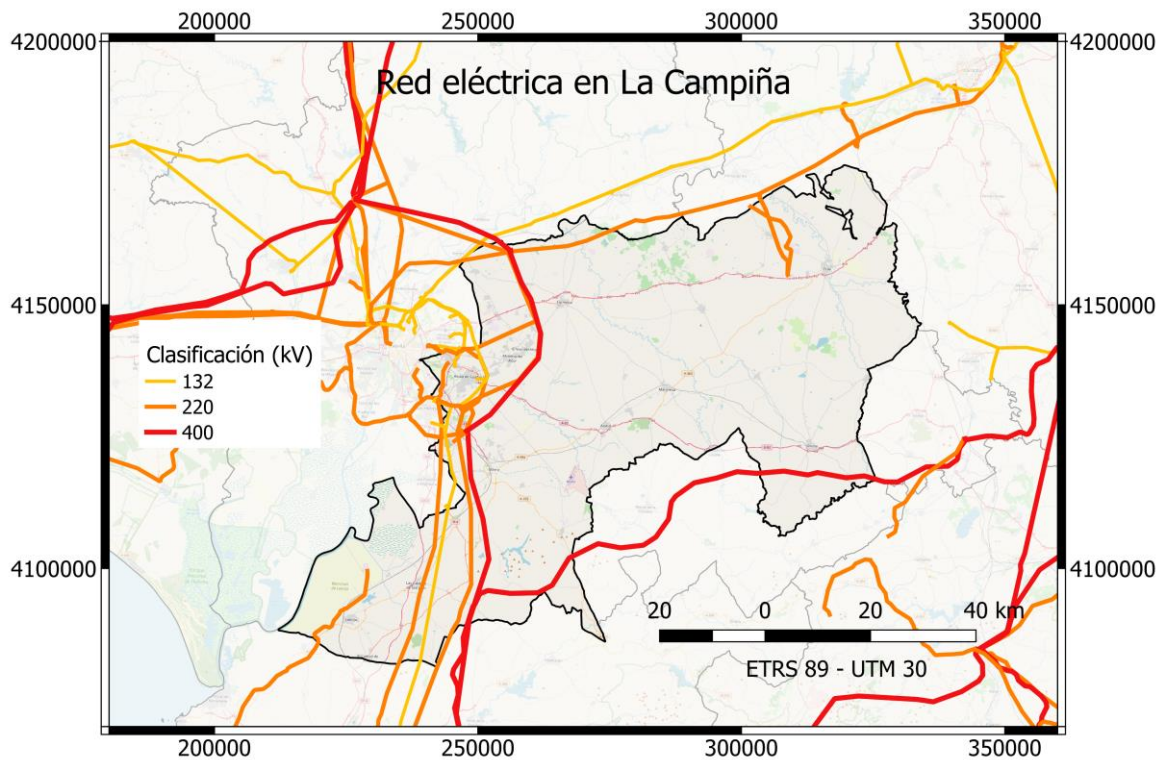 200000 250000 300000 350000
4200000 4200000
Red eléctrica en La Campiña
4150000 4150000
Clasificación (kV)
132
220
400
4100000 4100000
20 0 20 40 km
ETRS 89 - UTM 30
200000 250000 300000 350000